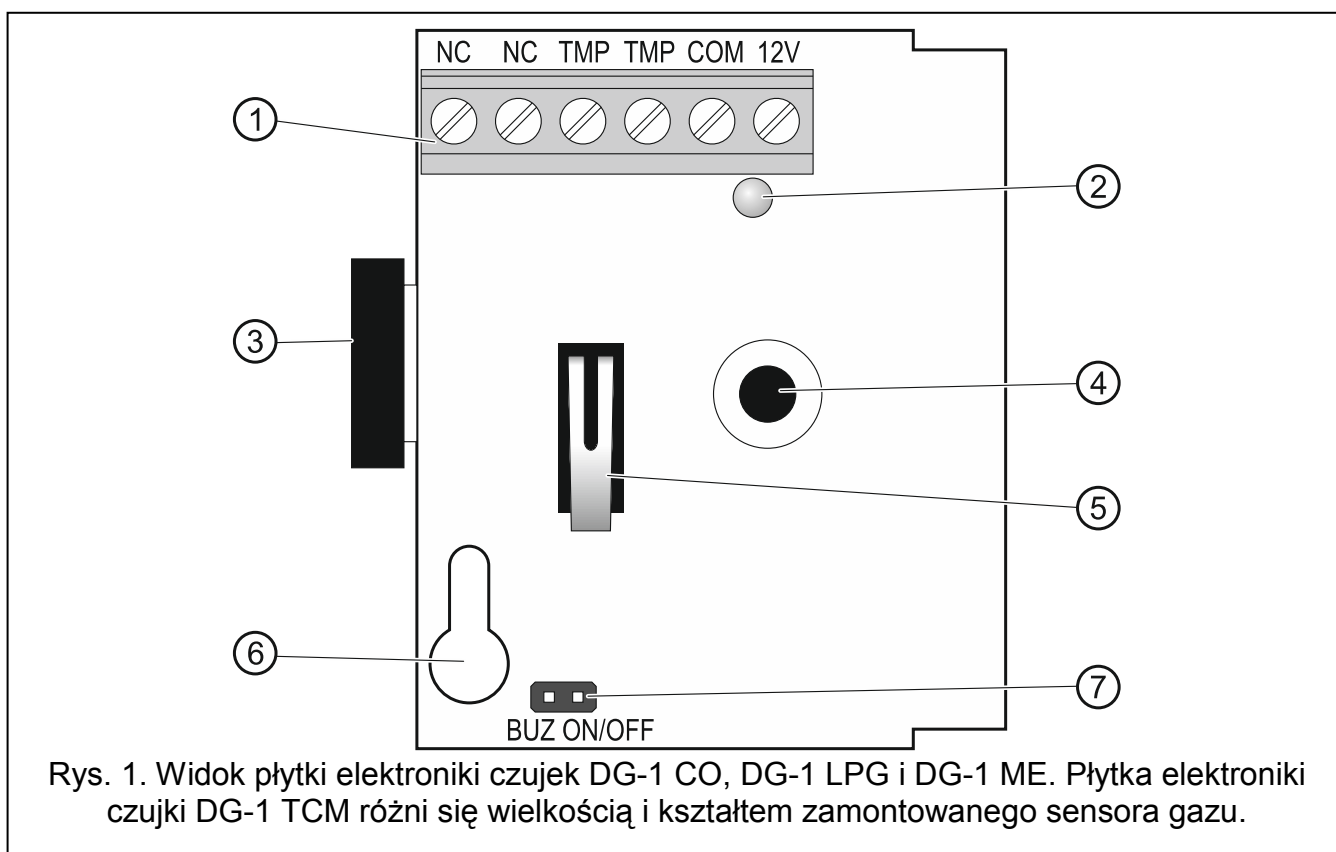 NC NC TMP TMP COM 12V
1
2
3
4
5
6
7
BUZ ON/OFF
Rys. 1. Widok płytki elektroniki czujek DG-1 CO, DG-1 LPG i DG-1 ME. Płytka elektroniki
czujki DG-1 TCM różni się wielkością i kształtem zamontowanego sensora gazu.